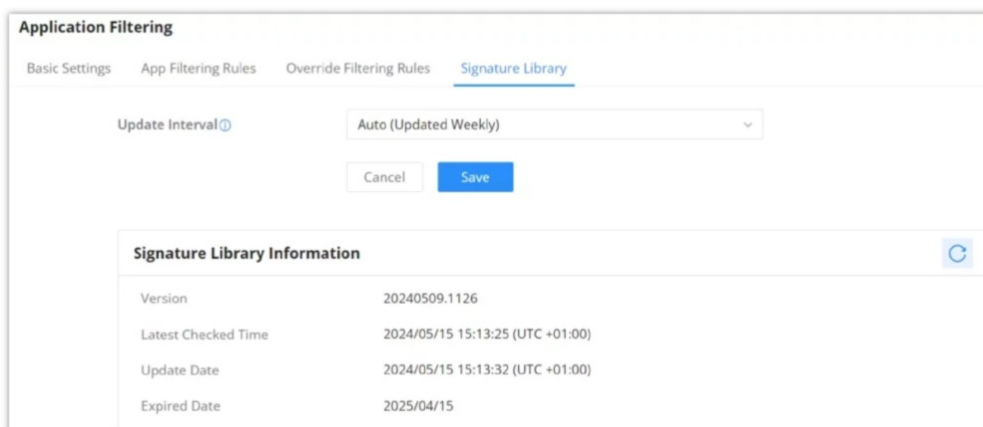 Application Filtering
Basic Settings App Filtering Rules Override Filtering Rules Signature Library
Update Interval Auto (Updated Weekly)
Cancel Save
Signature Library Information
Version 20240509.1126
Latest Checked Time 2024/05/15 15:13:25 (UTC +01:00)
Update Date 2024/05/15 15:13:32 (UTC +01:00)
Expired Date 2025/04/15